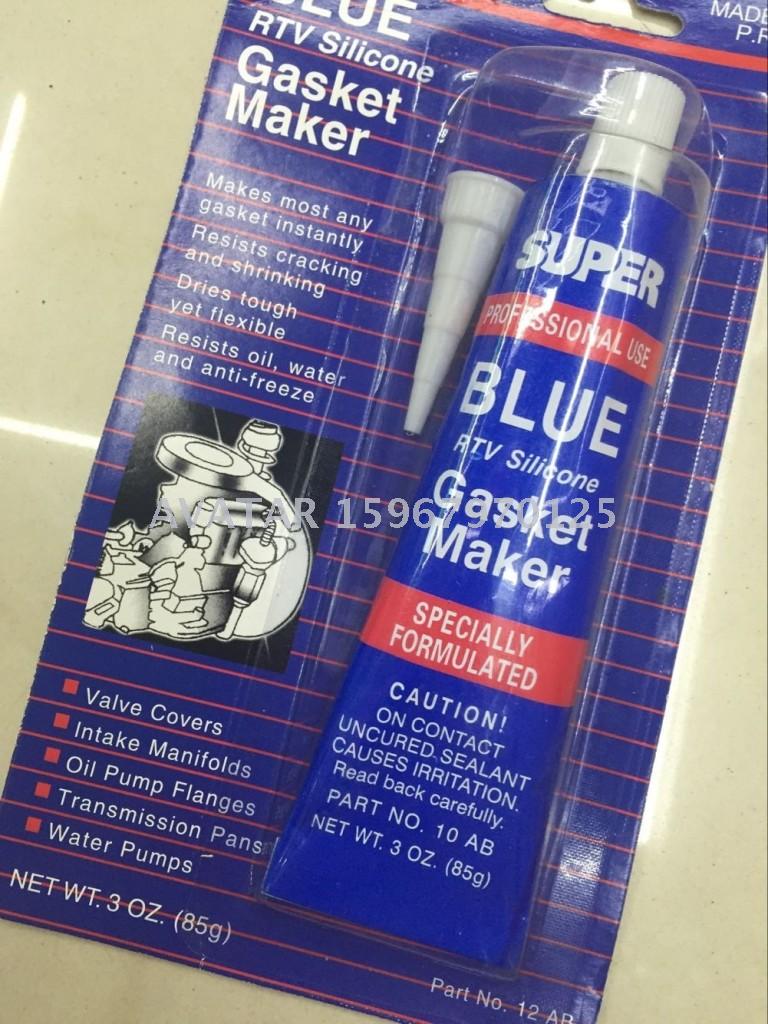 BLUE
RTV Silicone
Gasket
Maker
Makes most any
gasket instantly
Resists cracking
and shrinking
Dries tough
yet flexible
Resists oil, water
and anti-freeze
Valve Covers
Intake Manifolds
Oil Pump Flanges
Transmission Pans
Water Pumps
NET WT. 3 OZ. (85g)
MADE
P.R
SUPER
PROFESSIONAL USE
BLUE
RTV Silicone
Gasket
Maker
SPECIALLY
FORMULATED
CAUTION!
ON CONTACT
UNCURED SEALANT
CAUSES IRRITATION.
Read back carefully.
PART NO. 10 AB
NET WT. 3 OZ. (85g)
Part No. 12 AB
AVATAR 15967970125